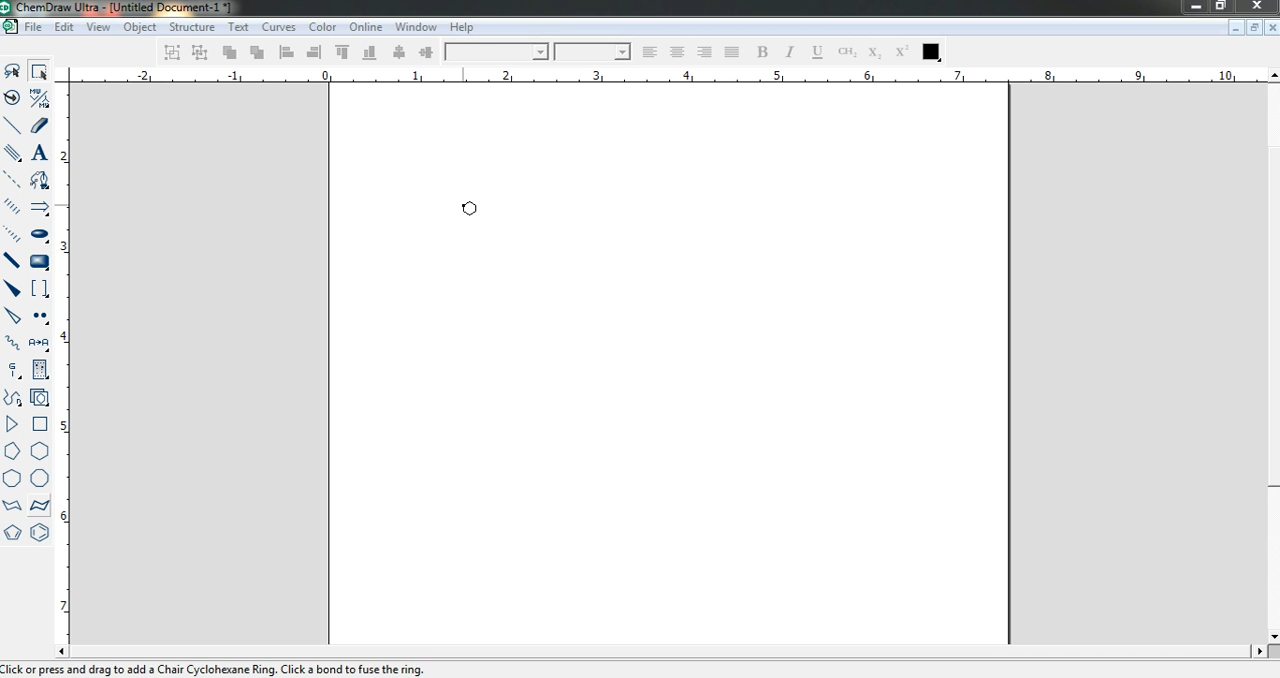 ChemDraw Ultra - [Untitled Document-1 *]
File Edit View Object Structure Text Curves Color Online Window Help
B I U CH₂ X₂ X²
-2 -1 0 1 2 3 4 5 6 7 8 9 10
A
2
3
4
A→A
5
6
7
Click or press and drag to add a Chair Cyclohexane Ring. Click a bond to fuse the ring.